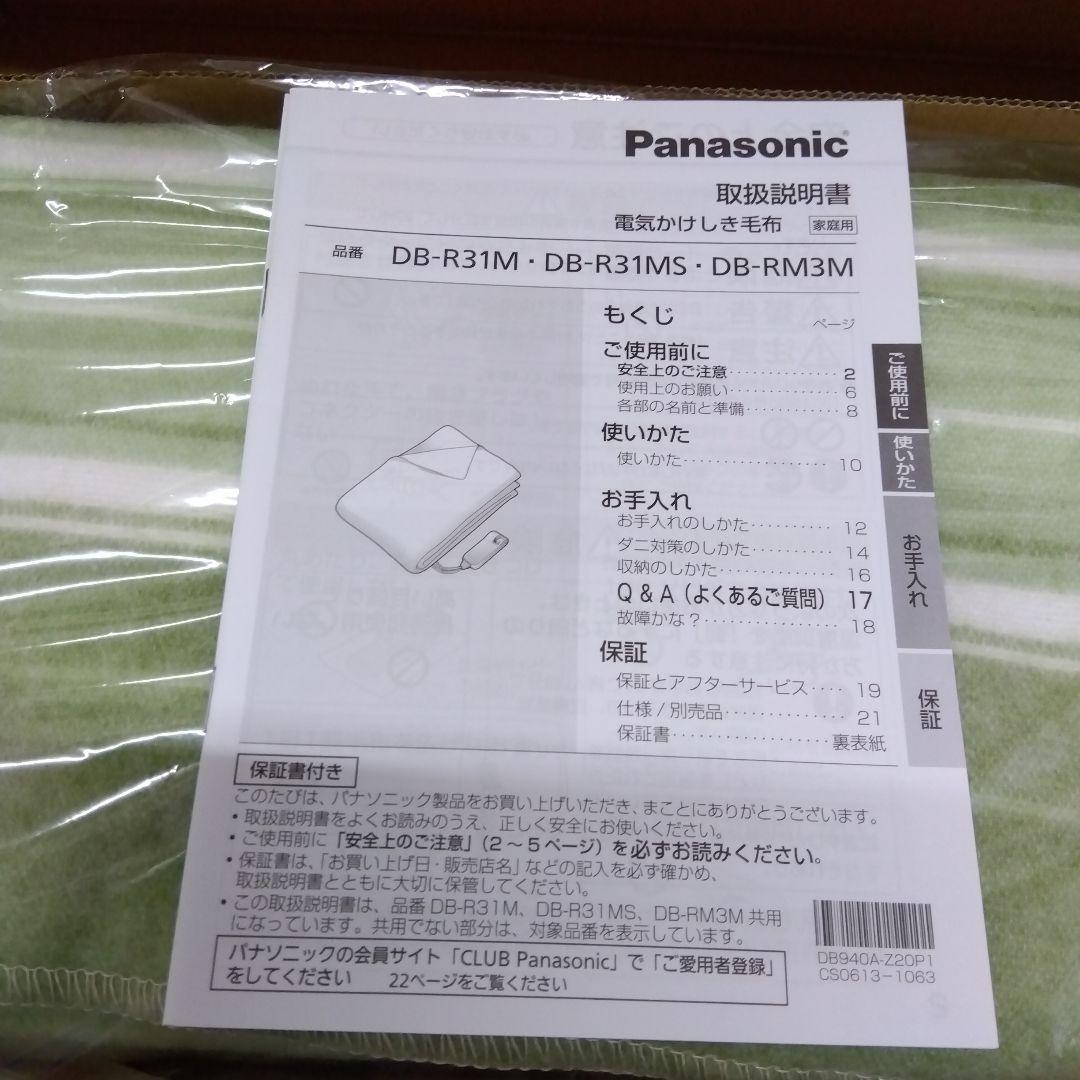 Panasonic
取扱説明書
電気かけしき毛布 家庭用
品番 DB-R31M・DB-R31MS・DB-RM3M
もくじ ページ
ご使用前に
安全上のご注意・・・・・・・・・・・・・・ 2
使用上のお願い・・・・・・・・・・・・・・ 6
各部の名前と準備・・・・・・・・・・・・ 8
使いかた
使いかた・・・・・・・・・・・・・・・・・・ 10
お手入れ
お手入れのしかた・・・・・・・・・・ 12
ダニ対策のしかた・・・・・・・・・・ 14
収納のしかた・・・・・・・・・・・・・・ 16
Q & A（よくあるご質問） 17
故障かな？・・・・・・・・・・・・・・・・ 18
保証
保証とアフターサービス・・・・ 19
仕様 / 別売品・・・・・・・・・・・・・・ 21
保証書・・・・・・・・・・・・・・・・ 裏表紙
ご使用前に
使いかた
お手入れ
保証
保証書付き
このたびは、パナソニック製品をお買い上げいただき、まことにありがとうございます。
・取扱説明書をよくお読みのうえ、正しく安全にお使いください。
・ご使用前に「安全上のご注意」（2～5ページ）を必ずお読みください。
・保証書は、「お買い上げ日・販売店名」などの記入を必ず確かめ、
取扱説明書とともに大切に保管してください。
・この取扱説明書は、品番 DB-R31M、DB-R31MS、DB-RM3M 共用
になっています。共用でない部分は、対象品番を表示しています。
パナソニックの会員サイト「CLUB Panasonic」で「ご愛用者登録」
をしてください 22ページをご覧ください
DB940A-Z20P1
CS0613-1063